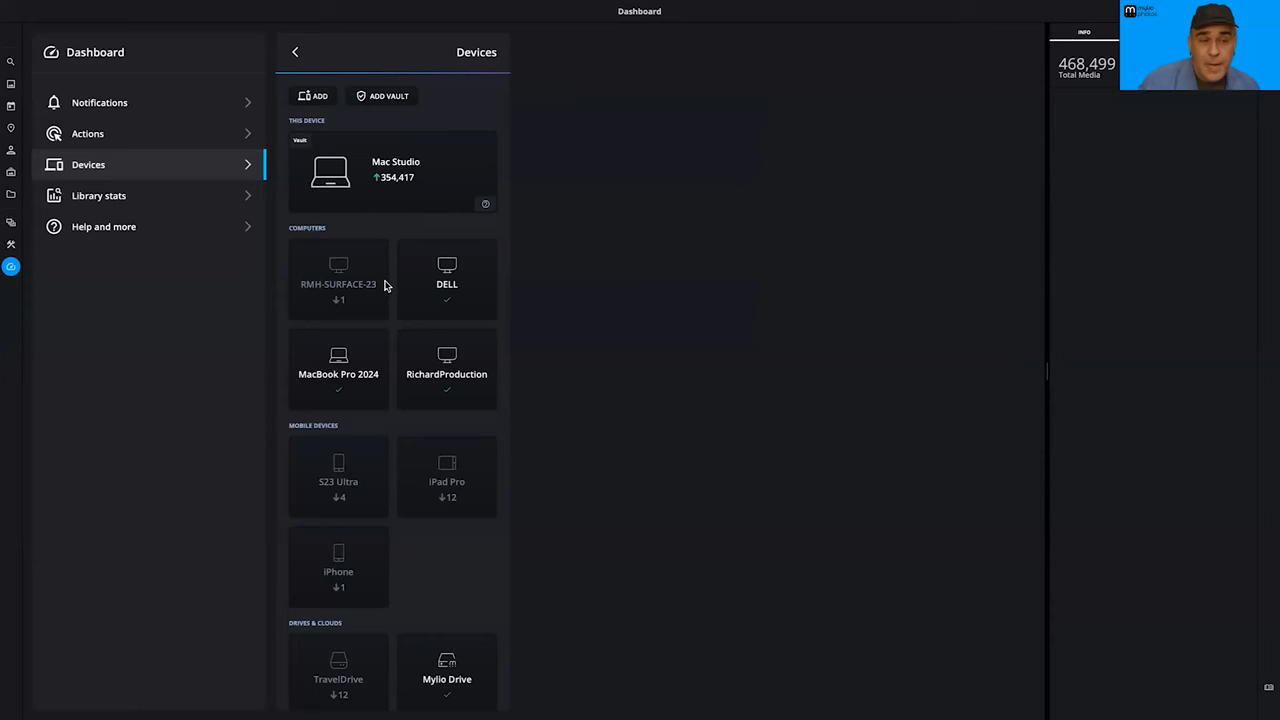 Dashboard
mylio
photos
Dashboard
Devices
INFO
468,499
Total Media
Notifications
Actions
Devices
Library stats
Help and more
ADD
ADD VAULT
THIS DEVICE
Vault
Mac Studio
354,417
COMPUTERS
RMH-SURFACE-23
1
DELL
MacBook Pro 2024
RichardProduction
MOBILE DEVICES
S23 Ultra
4
iPad Pro
12
iPhone
1
DRIVES & CLOUDS
TravelDrive
12
Mylio Drive